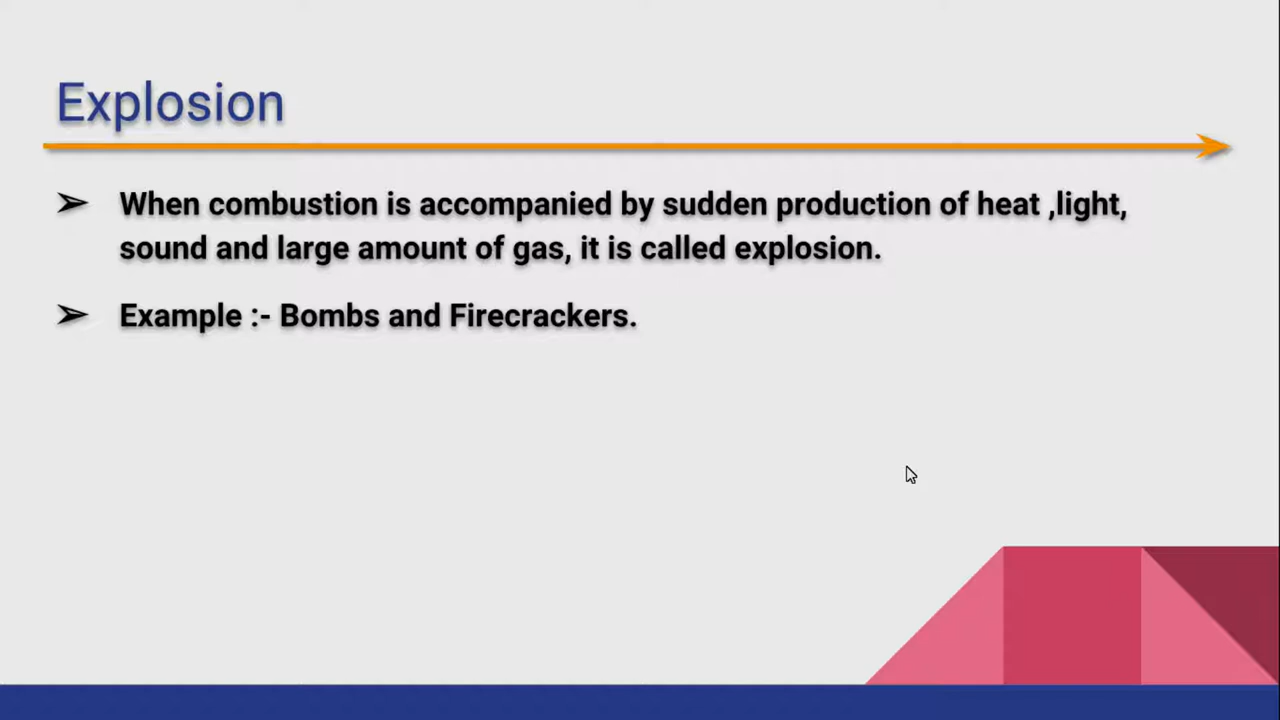 Explosion
➢ When combustion is accompanied by sudden production of heat ,light,
sound and large amount of gas, it is called explosion.
➢ Example :- Bombs and Firecrackers.